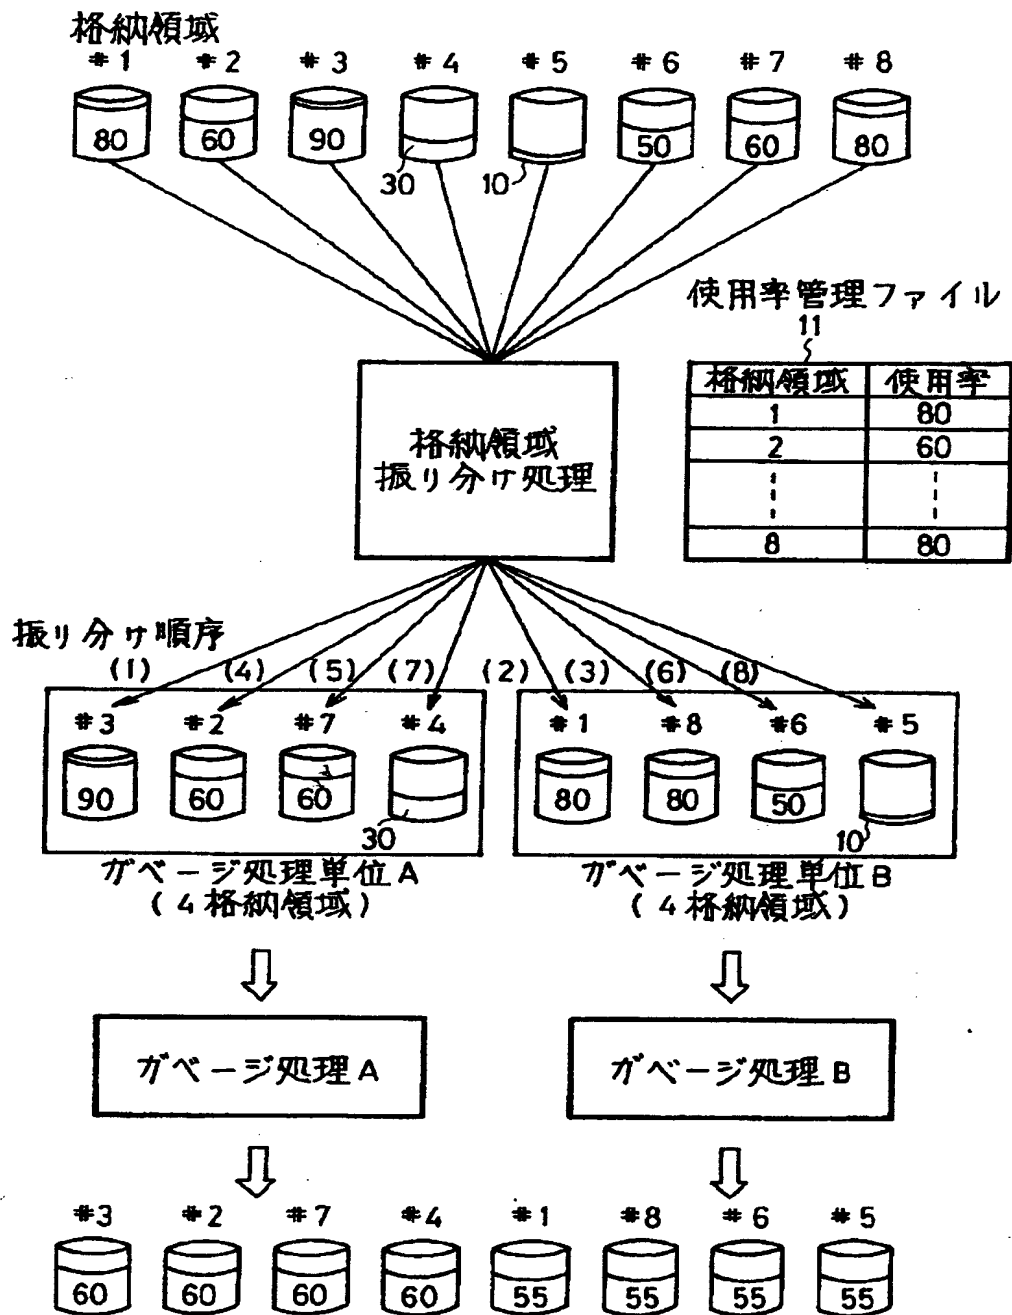 格納領域
#1 #2 #3 #4 #5 #6 #7 #8
80 60 90 30 10 50 60 80
使用率管理ファイル
11
格納領域 使用率
1 80
2 60
8 80
格納領域
振り分け処理
振り分け順序
(1) (4) (5) (7) (2) (3) (6) (8)
#3 #2 #7 #4 #1 #8 #6 #5
90 60 60 30 80 80 50 10
ガベージ処理単位A ガベージ処理単位B
(4格納領域) (4格納領域)
ガベージ処理A ガベージ処理B
#3 #2 #7 #4 #1 #8 #6 #5
60 60 60 60 55 55 55 55